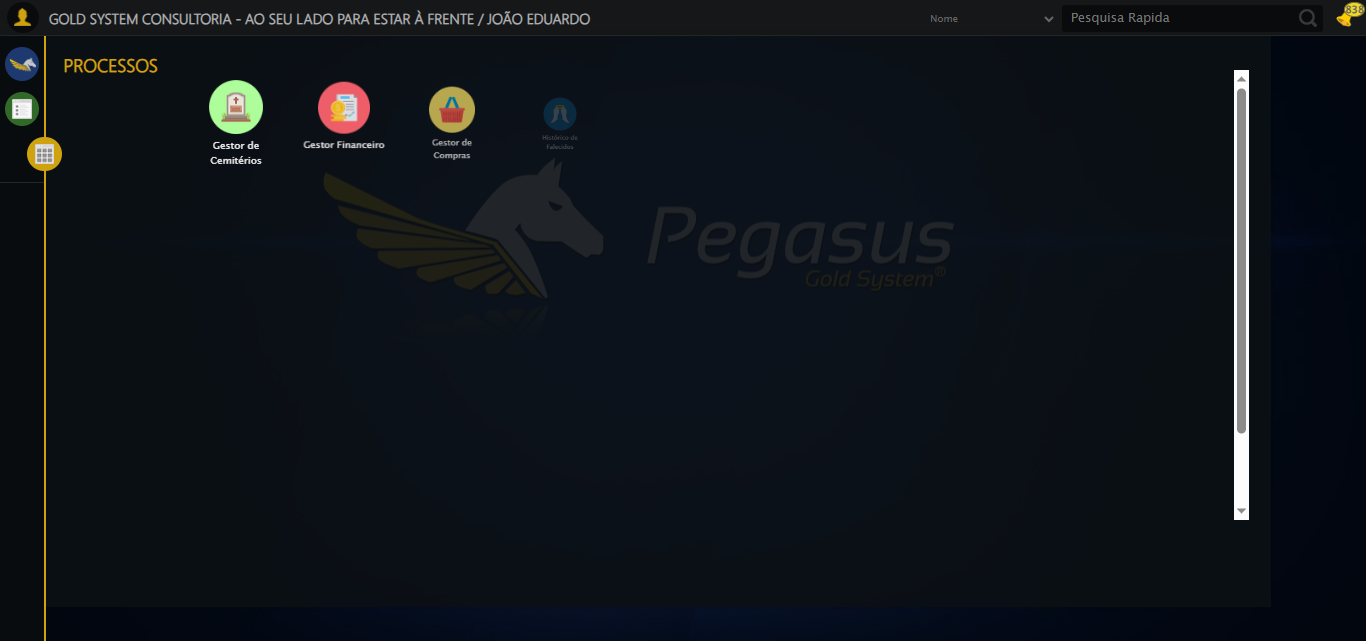 GOLD SYSTEM CONSULTORIA - AO SEU LADO PARA ESTAR À FRENTE / JOÃO EDUARDO
Nome
Pesquisa Rapida
838
PROCESSOS
Gestor de
Cemitérios
Gestor Financeiro
Gestor de
Compras
Histórico de
Falecidos
Pegasus
Gold System®